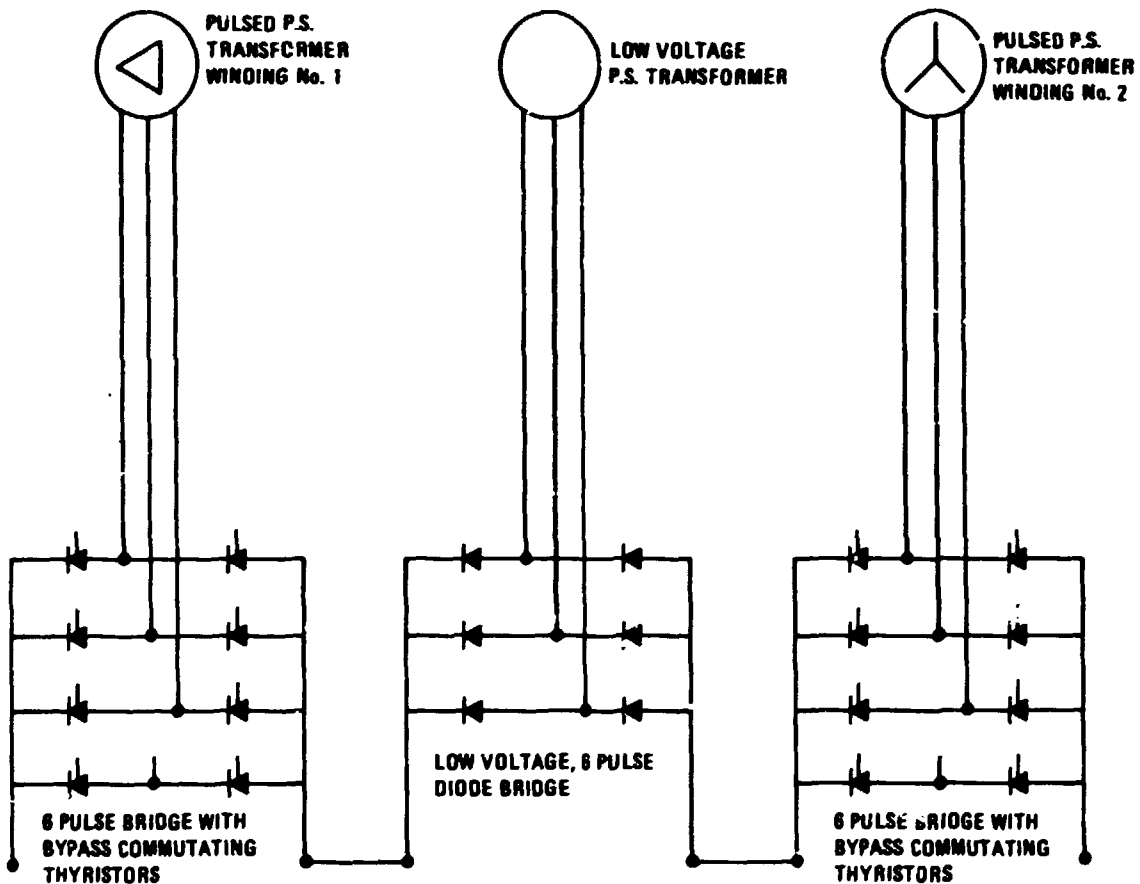 PULSED P.S.
TRANSFORMER
WINDING No. 1
LOW VOLTAGE
P.S. TRANSFORMER
PULSED P.S.
TRANSFORMER
WINDING No. 2
LOW VOLTAGE, 6 PULSE
DIODE BRIDGE
6 PULSE BRIDGE WITH
BYPASS COMMUTATING
THYRISTORS
6 PULSE BRIDGE WITH
BYPASS COMMUTATING
THYRISTORS